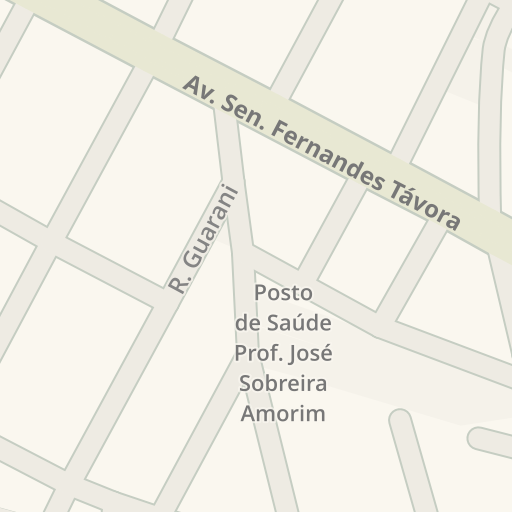 Av. Sen. Fernandes Távora
R. Guarani
Posto
de Saúde
Prof. José
Sobreira
Amorim